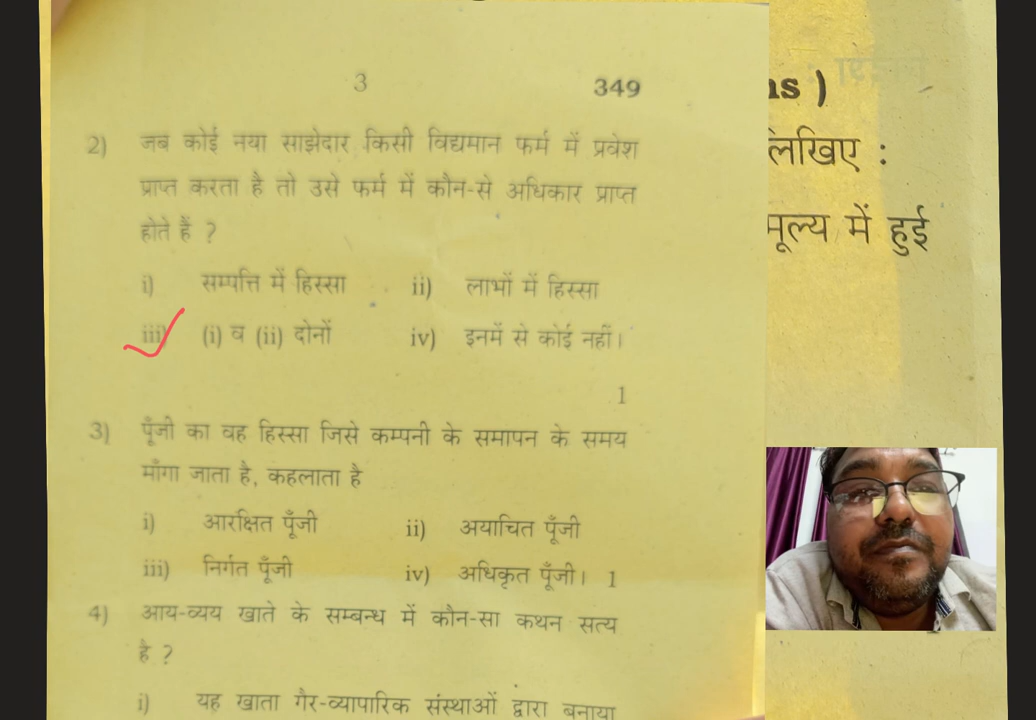 3 349
2) जब कोई नया साझेदार किसी विद्यमान फर्म में प्रवेश
प्राप्त करता है तो उसे फर्म में कौन-से अधिकार प्राप्त
होते हैं ?
i) सम्पत्ति में हिस्सा ii) लाभों में हिस्सा
iii) (i) व (ii) दोनों iv) इनमें से कोई नहीं।
1
3) पूँजी का वह हिस्सा जिसे कम्पनी के समापन के समय
माँगा जाता है, कहलाता है
i) आरक्षित पूँजी ii) अयाचित पूँजी
iii) निर्गत पूँजी iv) अधिकृत पूँजी। 1
4) आय-व्यय खाते के सम्बन्ध में कौन-सा कथन सत्य
है ?
i) यह खाता गैर-व्यापारिक संस्थाओं द्वारा बनाया
ns )
लिखिए :
मूल्य में हुई